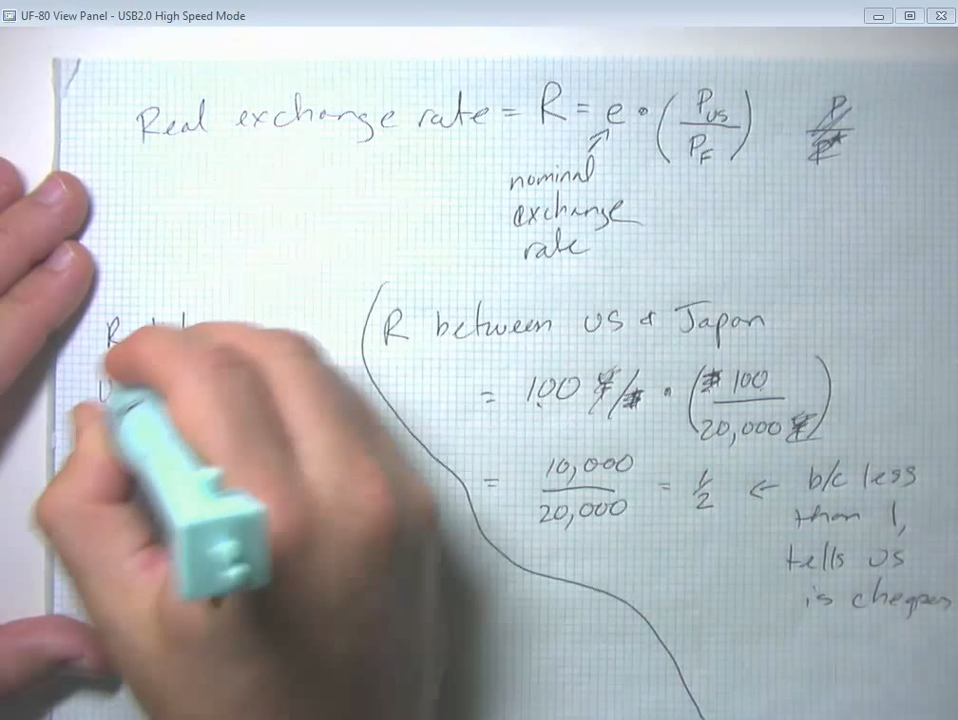 UF-80 View Panel - USB2.0 High Speed Mode
Real exchange rate = R = e • (P_US / P_F) P/P*
nominal
exchange
rate
R between US & Japan
= 100 ¥/$ • ($100 / 20,000 ¥)
= 10,000 / 20,000 = 1/2 ← b/c less
than 1,
tells us
is cheaper